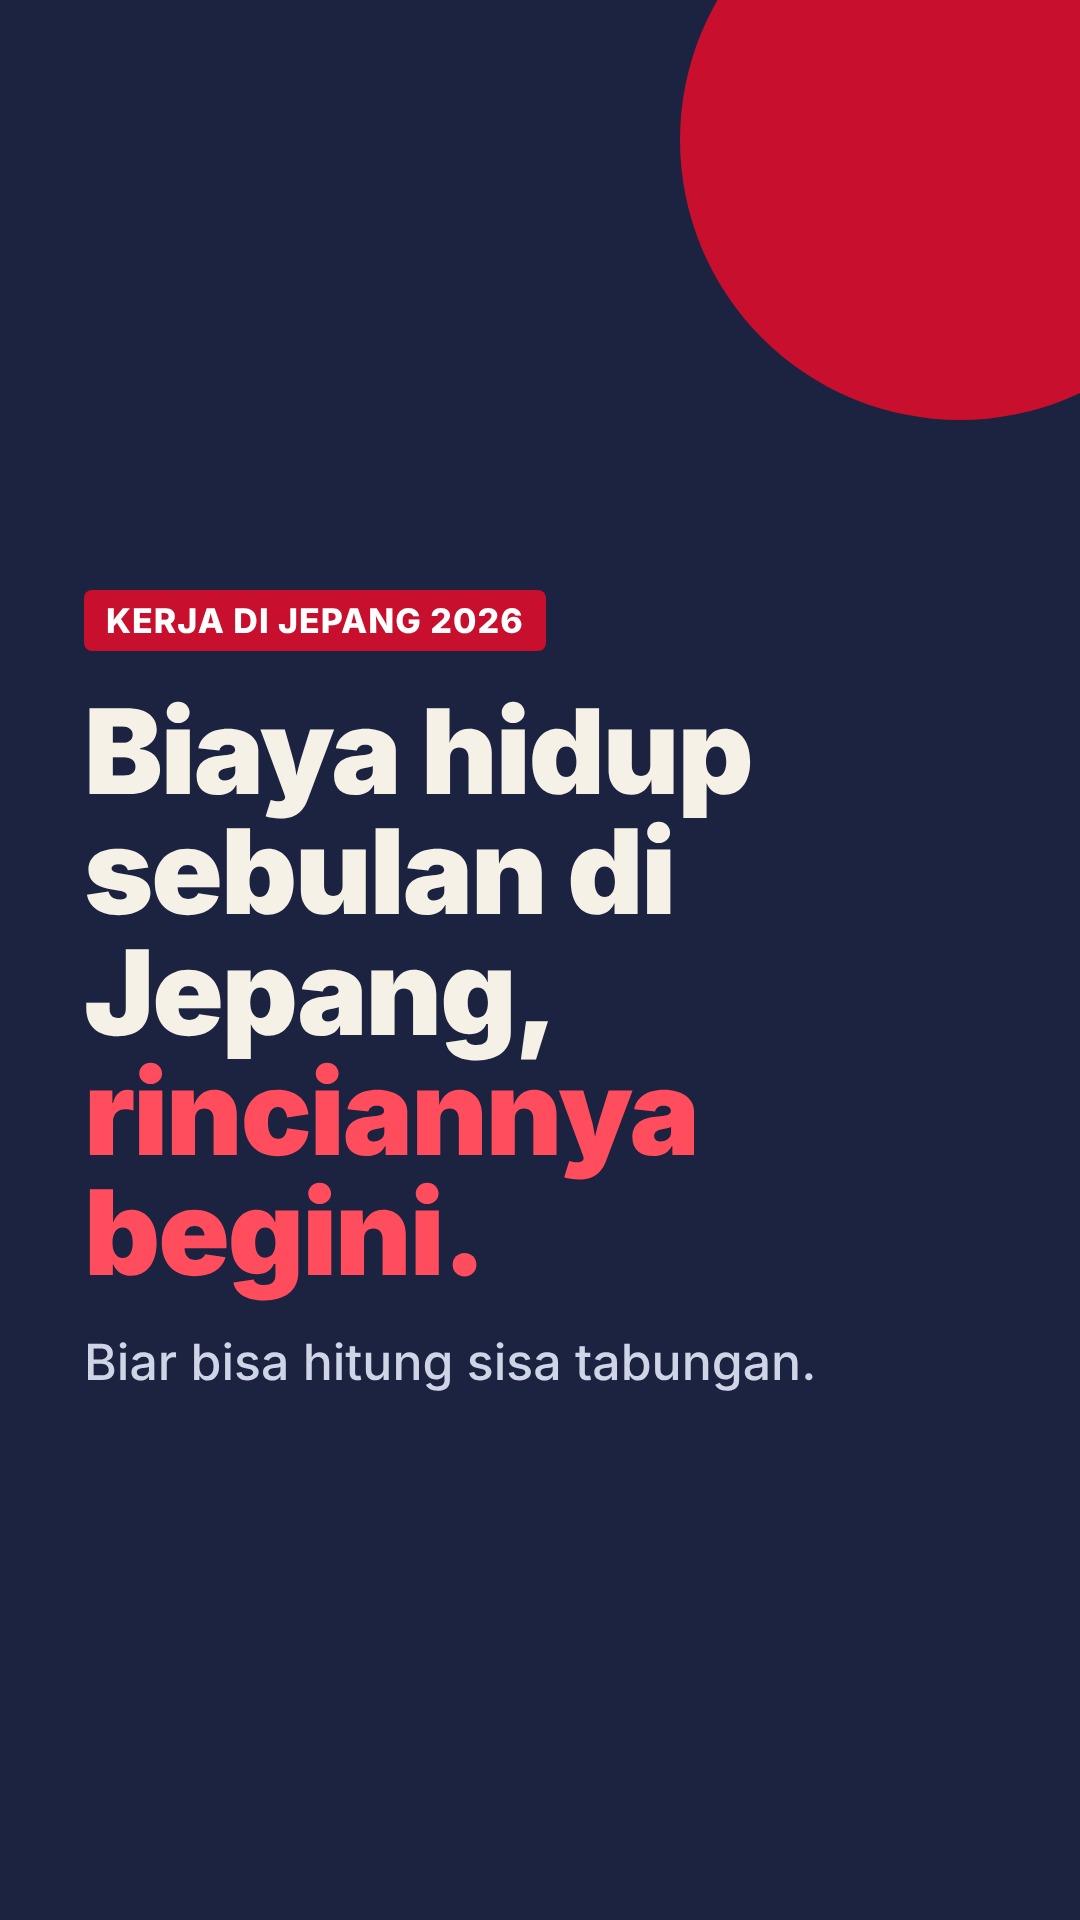 KERJA DI JEPANG 2026
Biaya hidup
sebulan di
Jepang,
rinciannya
begini.
Biar bisa hitung sisa tabungan.